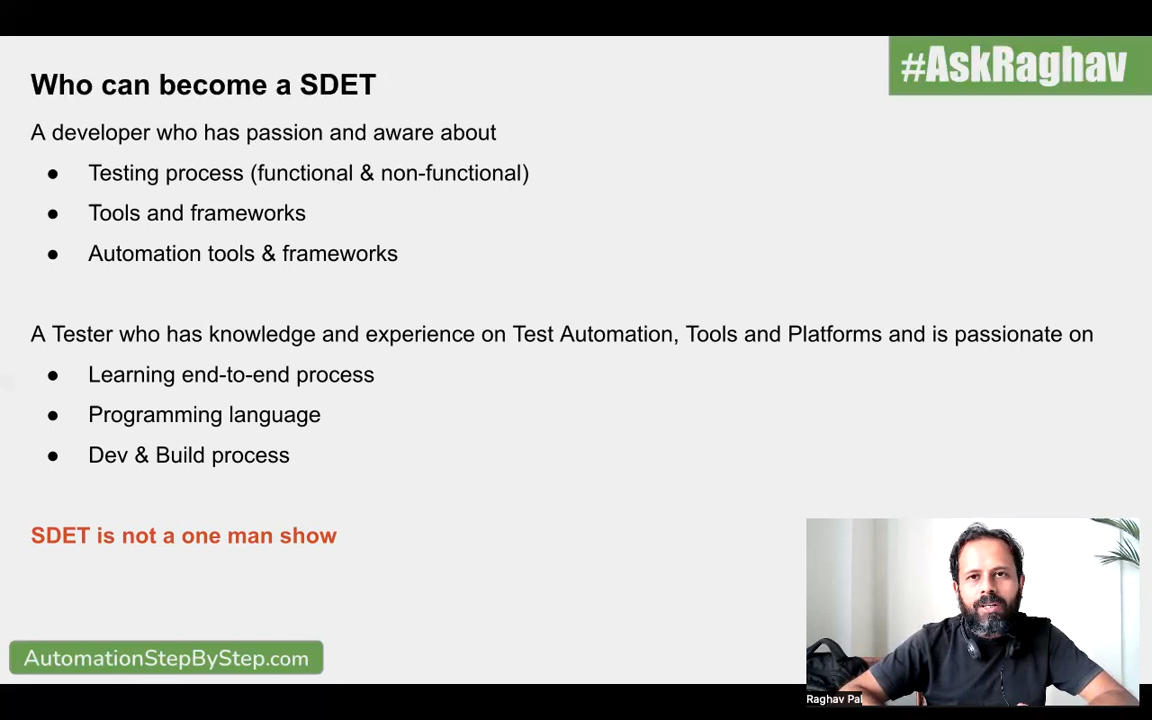 #AskRaghav
Who can become a SDET
A developer who has passion and aware about
● Testing process (functional & non-functional)
● Tools and frameworks
● Automation tools & frameworks
A Tester who has knowledge and experience on Test Automation, Tools and Platforms and is passionate on
● Learning end-to-end process
● Programming language
● Dev & Build process
SDET is not a one man show
AutomationStepByStep.com
Raghav Pal